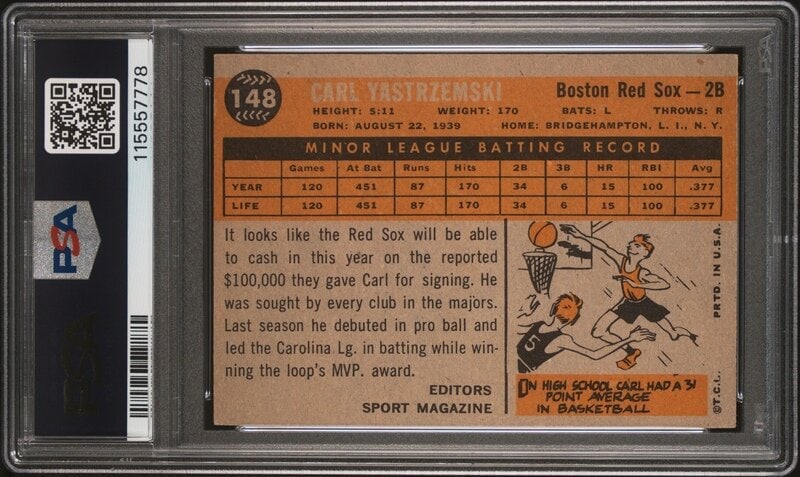 115557778
PSA
PSA
148
CARL YASTRZEMSKI
Boston Red Sox — 2B
HEIGHT: 5:11 WEIGHT: 170 BATS: L THROWS: R
BORN: AUGUST 22, 1939 HOME: BRIDGEHAMPTON, L. I., N. Y.
MINOR LEAGUE BATTING RECORD
Games At Bat Runs Hits 2B 3B HR RBI Avg
YEAR 120 451 87 170 34 6 15 100 .377
LIFE 120 451 87 170 34 6 15 100 .377
It looks like the Red Sox will be able
to cash in this year on the reported
$100,000 they gave Carl for signing. He
was sought by every club in the majors.
Last season he debuted in pro ball and
led the Carolina Lg. in batting while win-
ning the loop's MVP. award.
EDITORS
SPORT MAGAZINE
5
IN HIGH SCHOOL CARL HAD A 31
POINT AVERAGE
IN BASKETBALL
PRTD. IN U.S.A.
©T.C.I.